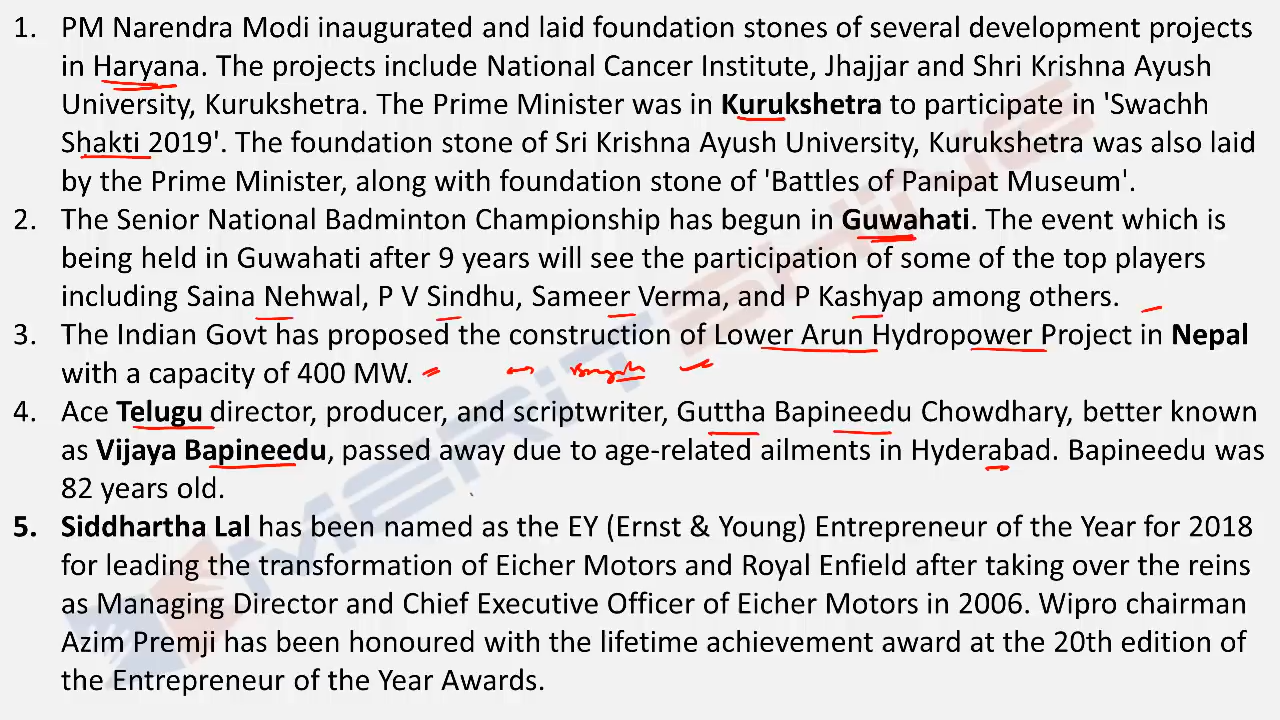 1. PM Narendra Modi inaugurated and laid foundation stones of several development projects
in Haryana. The projects include National Cancer Institute, Jhajjar and Shri Krishna Ayush
University, Kurukshetra. The Prime Minister was in Kurukshetra to participate in 'Swachh
Shakti 2019'. The foundation stone of Sri Krishna Ayush University, Kurukshetra was also laid
by the Prime Minister, along with foundation stone of 'Battles of Panipat Museum'.
2. The Senior National Badminton Championship has begun in Guwahati. The event which is
being held in Guwahati after 9 years will see the participation of some of the top players
including Saina Nehwal, P V Sindhu, Sameer Verma, and P Kashyap among others.
3. The Indian Govt has proposed the construction of Lower Arun Hydropower Project in Nepal
with a capacity of 400 MW.
4. Ace Telugu director, producer, and scriptwriter, Guttha Bapineedu Chowdhary, better known
as Vijaya Bapineedu, passed away due to age-related ailments in Hyderabad. Bapineedu was
82 years old.
5. Siddhartha Lal has been named as the EY (Ernst & Young) Entrepreneur of the Year for 2018
for leading the transformation of Eicher Motors and Royal Enfield after taking over the reins
as Managing Director and Chief Executive Officer of Eicher Motors in 2006. Wipro chairman
Azim Premji has been honoured with the lifetime achievement award at the 20th edition of
the Entrepreneur of the Year Awards.
MERIT SHINE